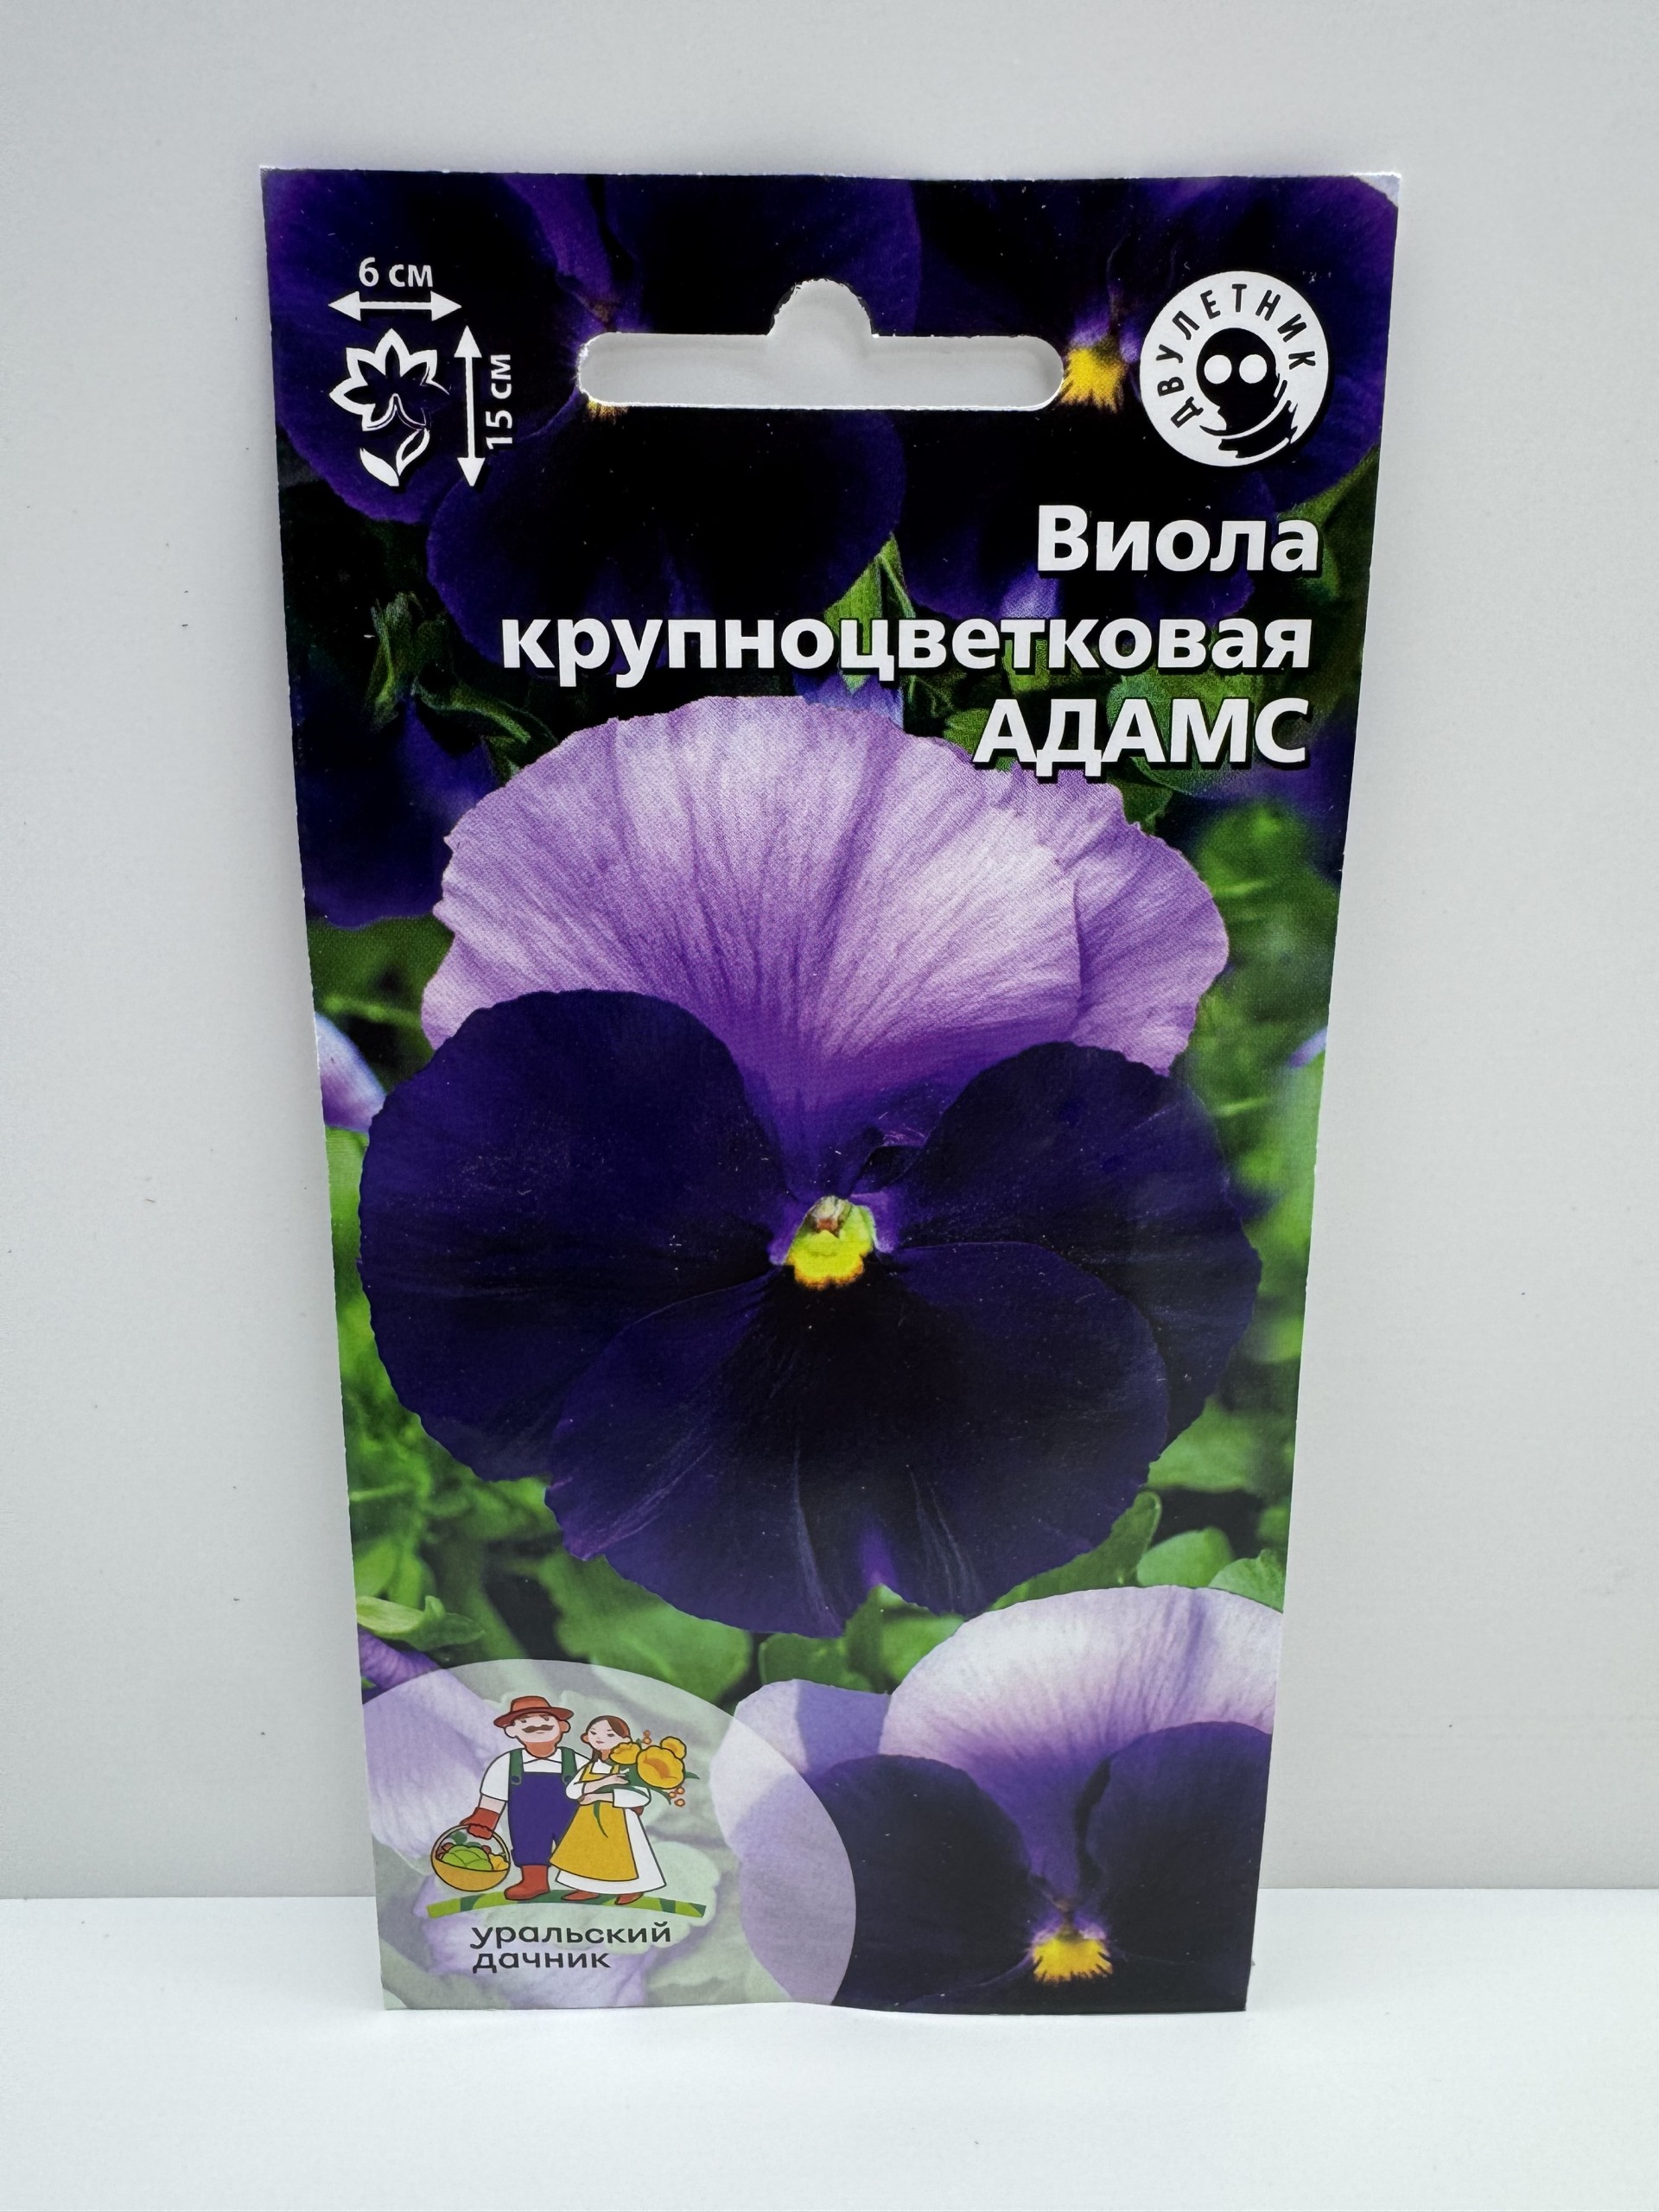 6 см
15 см
ДВУЛЕТНИК
Виола
крупноцветковая
АДАМС
уральский
дачник